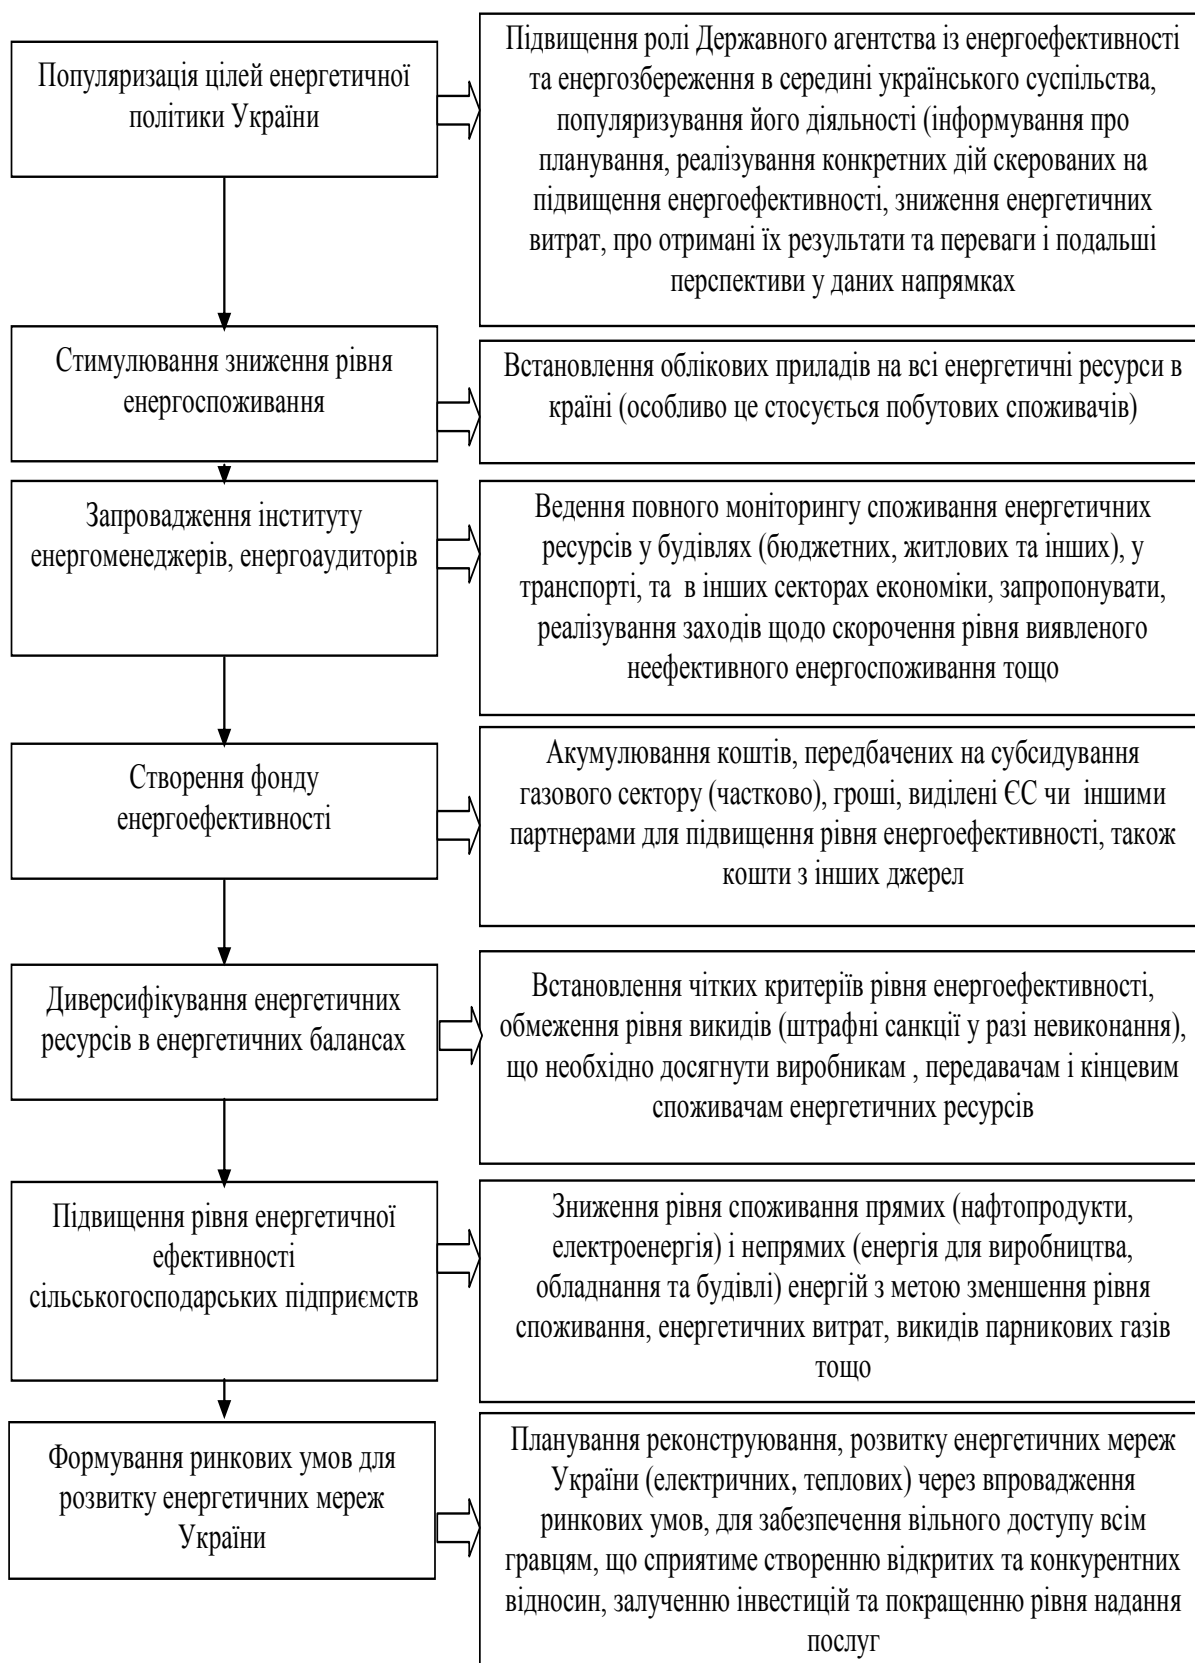 Популяризація цілей енергетичної
політики України
Підвищення ролі Державного агентства із енергоефективності
та енергозбереження в середині українського суспільства,
популяризування його діяльності (інформування про
планування, реалізування конкретних дій скерованих на
підвищення енергоефективності, зниження енергетичних
витрат, про отримані їх результати та переваги і подальші
перспективи у даних напрямках
Стимулювання зниження рівня
енергоспоживання
Встановлення облікових приладів на всі енергетичні ресурси в
країні (особливо це стосується побутових споживачів)
Запровадження інституту
енергоменеджерів, енергоаудиторів
Ведення повного моніторингу споживання енергетичних
ресурсів у будівлях (бюджетних, житлових та інших), у
транспорті, та в інших секторах економіки, запропонувати,
реалізування заходів щодо скорочення рівня виявленого
неефективного енергоспоживання тощо
Створення фонду
енергоефективності
Акумулювання коштів, передбачених на субсидування
газового сектору (частково), гроші, виділені ЄС чи іншими
партнерами для підвищення рівня енергоефективності, також
кошти з інших джерел
Диверсифікування енергетичних
ресурсів в енергетичних балансах
Встановлення чітких критеріїв рівня енергоефективності,
обмеження рівня викидів (штрафні санкції у разі невиконання),
що необхідно досягнути виробникам , передавачам і кінцевим
споживачам енергетичних ресурсів
Підвищення рівня енергетичної
ефективності
сільськогосподарських підприємств
Зниження рівня споживання прямих (нафтопродукти,
електроенергія) і непрямих (енергія для виробництва,
обладнання та будівлі) енергій з метою зменшення рівня
споживання, енергетичних витрат, викидів парникових газів
тощо
Формування ринкових умов для
розвитку енергетичних мереж
України
Планування реконструювання, розвитку енергетичних мереж
України (електричних, теплових) через впровадження
ринкових умов, для забезпечення вільного доступу всім
гравцям, що сприятиме створенню відкритих та конкурентних
відносин, залученню інвестицій та покращенню рівня надання
послуг